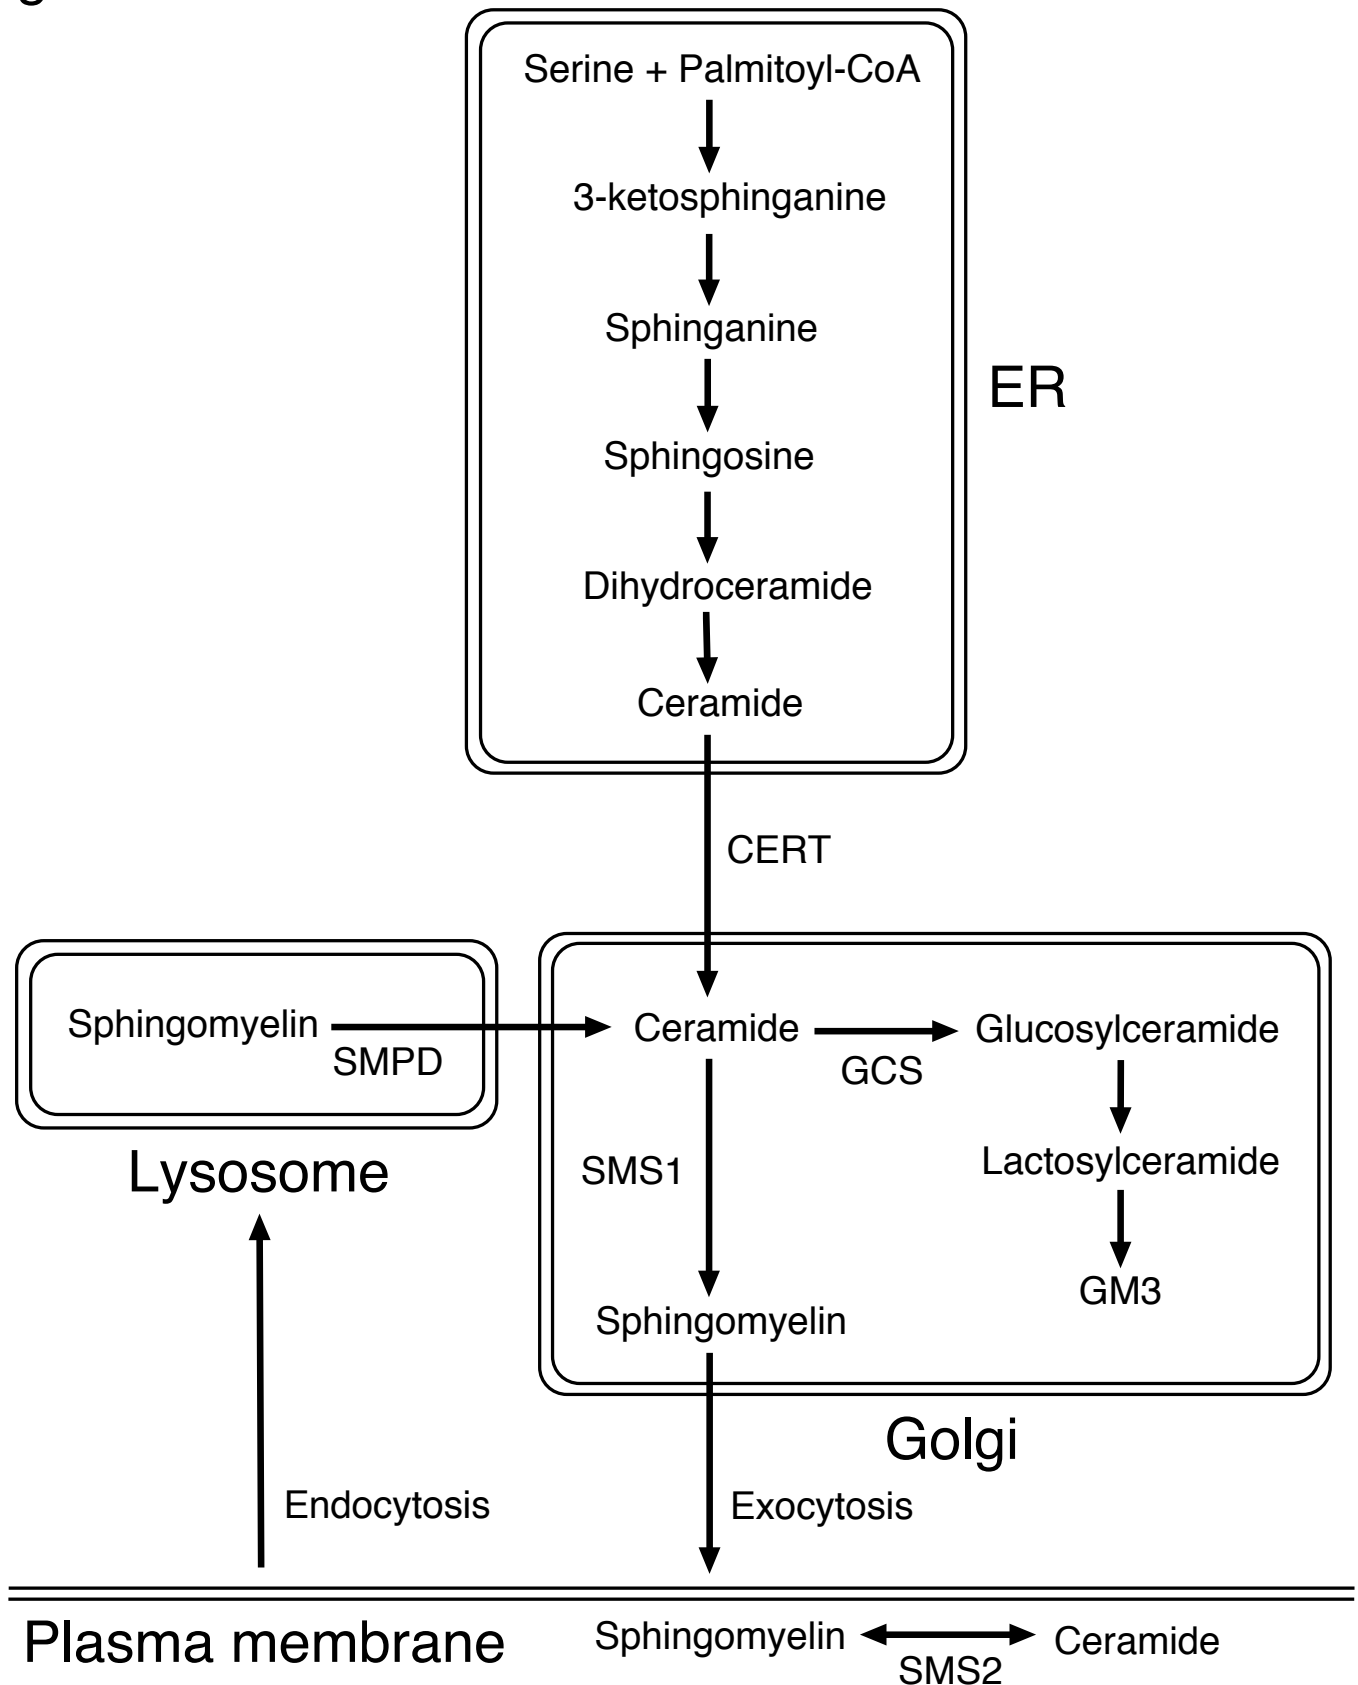 Serine + Palmitoyl-CoA
3-ketosphinganine
Sphinganine
ER
Sphingosine
Dihydroceramide
Ceramide
CERT
Sphingomyelin
SMPD
Lysosome
Ceramide
GCS
Glucosylceramide
SMS1
Lactosylceramide
GM3
Sphingomyelin
Golgi
Endocytosis
Exocytosis
Plasma membrane
Sphingomyelin
SMS2
Ceramide